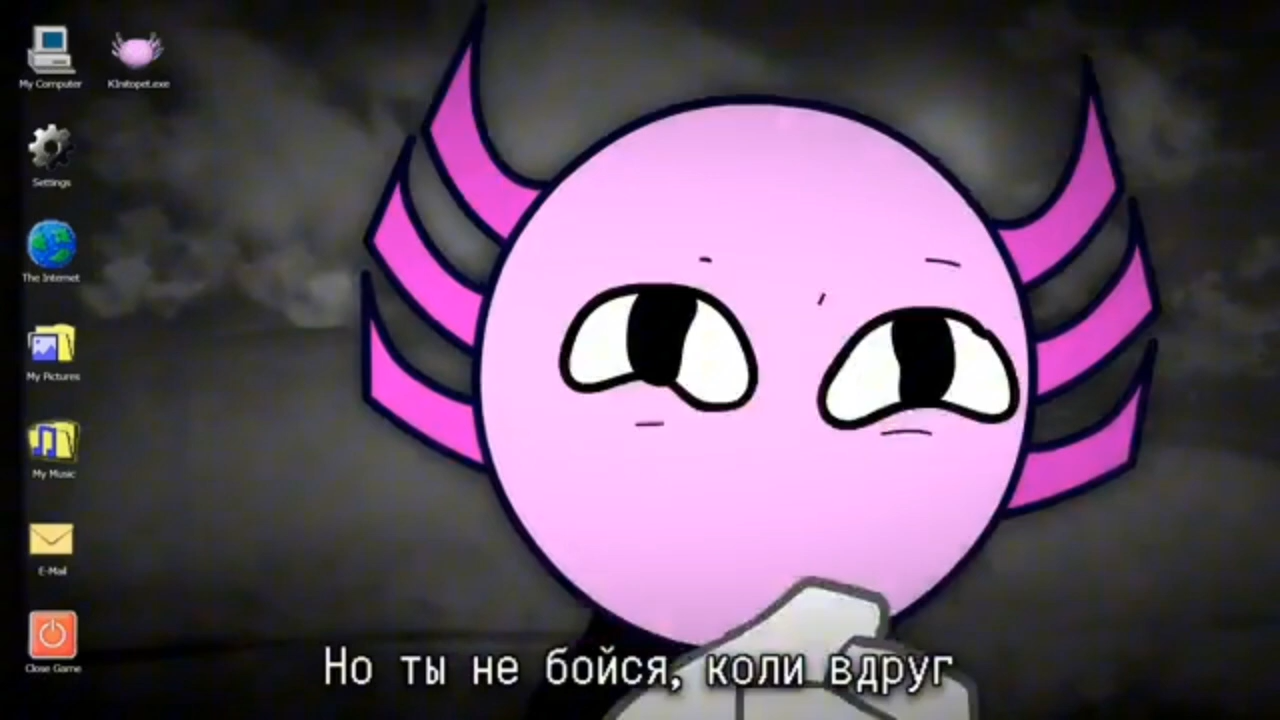 My Computer
KInitopet.exe
Settings
The Internet
My Pictures
My Music
E-Mail
Close Game
Но ты не бойся, коли вдруг